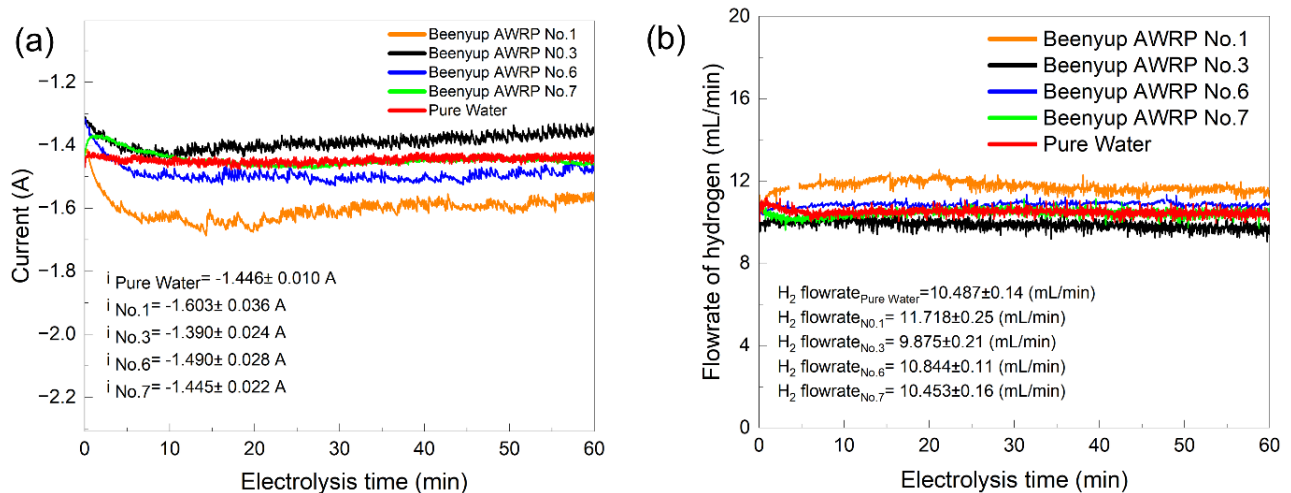 (a)
Beenyup AWRP No.1
Beenyup AWRP N0.3
Beenyup AWRP No.6
Beenyup AWRP No.7
Pure Water
−1.2
−1.4
−1.6
−1.8
−2.0
−2.2
Current (A)
i Pure Water= -1.446± 0.010 A
i No.1= -1.603± 0.036 A
i No.3= -1.390± 0.024 A
i No.6= -1.490± 0.028 A
i No.7= -1.445± 0.022 A
0 10 20 30 40 50 60
Electrolysis time (min)
(b)
Beenyup AWRP No.1
Beenyup AWRP No.3
Beenyup AWRP No.6
Beenyup AWRP No.7
Pure Water
20
16
12
8
4
0
Flowrate of hydrogen (mL/min)
H2 flowratePure Water=10.487±0.14 (mL/min)
H2 flowrateN0.1= 11.718±0.25 (mL/min)
H2 flowrateNo.3= 9.875±0.21 (mL/min)
H2 flowrateNo.6= 10.844±0.11 (mL/min)
H2 flowrateNo.7= 10.453±0.16 (mL/min)
0 10 20 30 40 50 60
Electrolysis time (min)